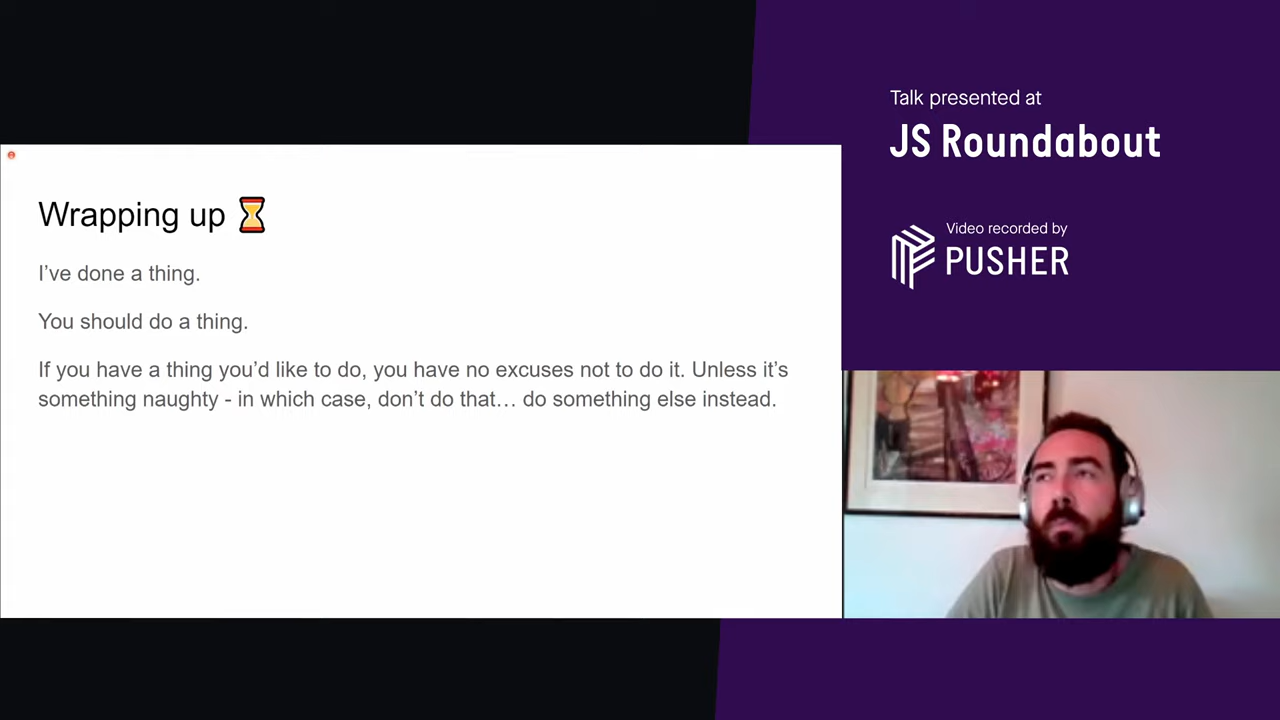 Talk presented at
JS Roundabout
Video recorded by
PUSHER
Wrapping up ⏳
I’ve done a thing.
You should do a thing.
If you have a thing you’d like to do, you have no excuses not to do it. Unless it’s
something naughty - in which case, don’t do that… do something else instead.